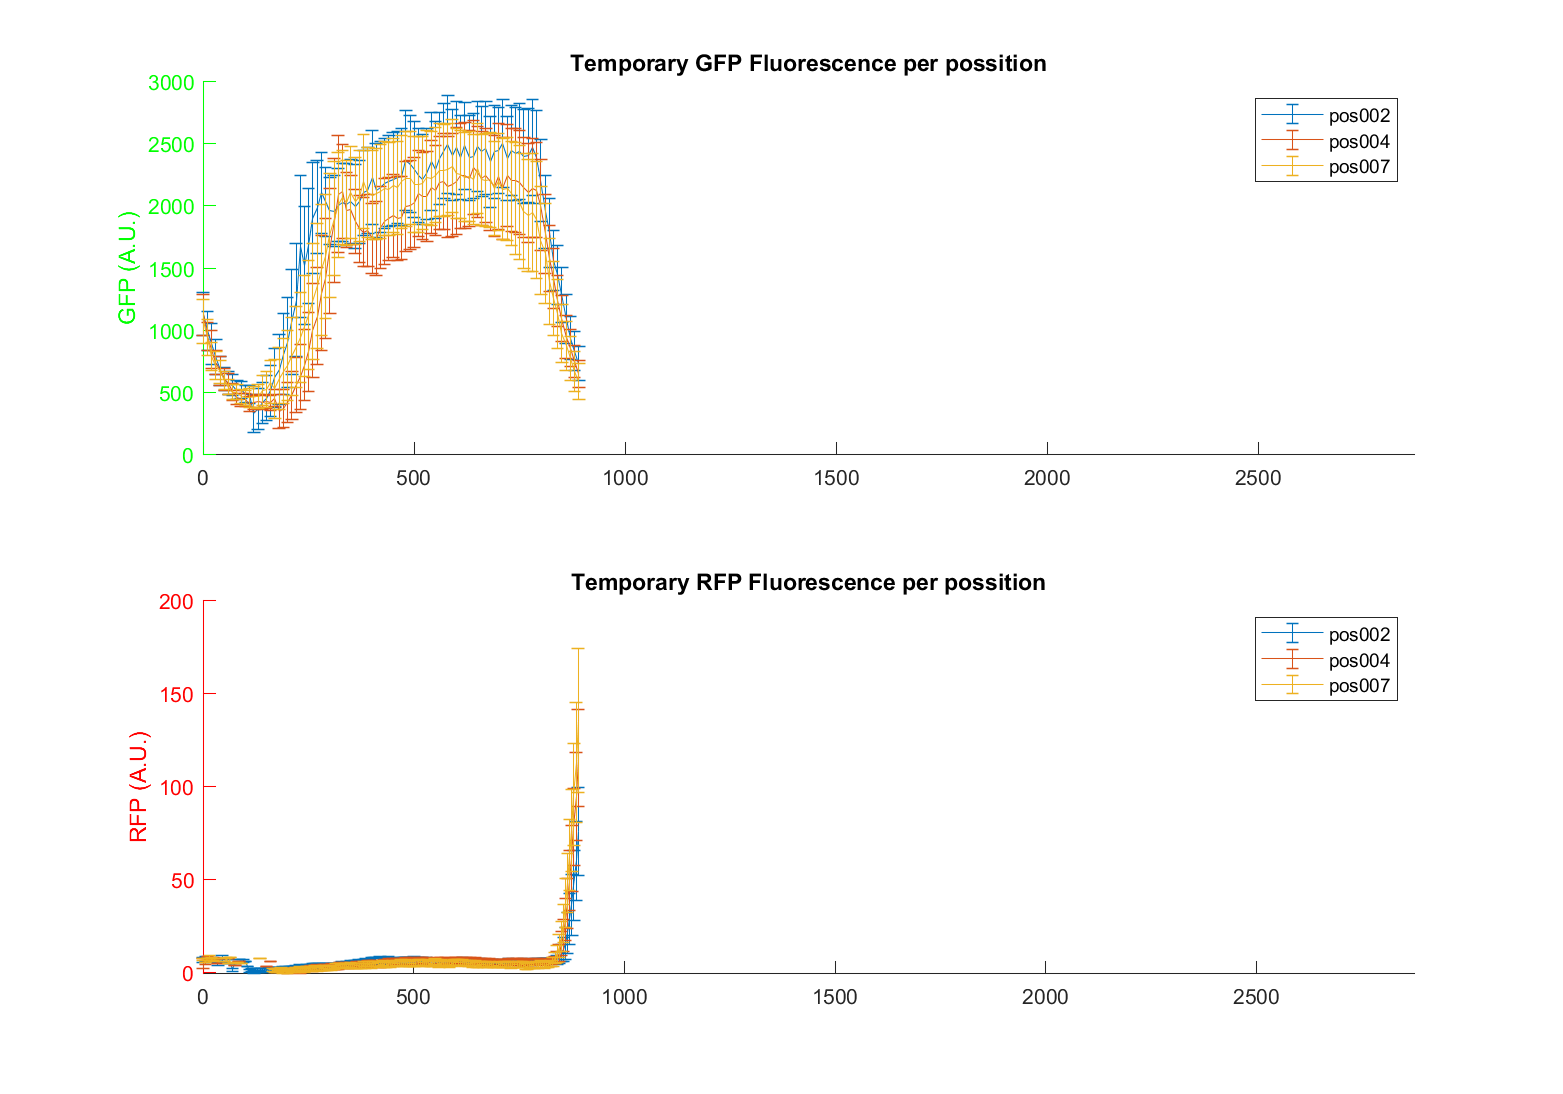 Temporary GFP Fluorescence per possition
GFP (A.U.)
3000
2500
2000
1500
1000
500
0
0 500 1000 1500 2000 2500
pos002
pos004
pos007
Temporary RFP Fluorescence per possition
RFP (A.U.)
200
150
100
50
0
0 500 1000 1500 2000 2500
pos002
pos004
pos007